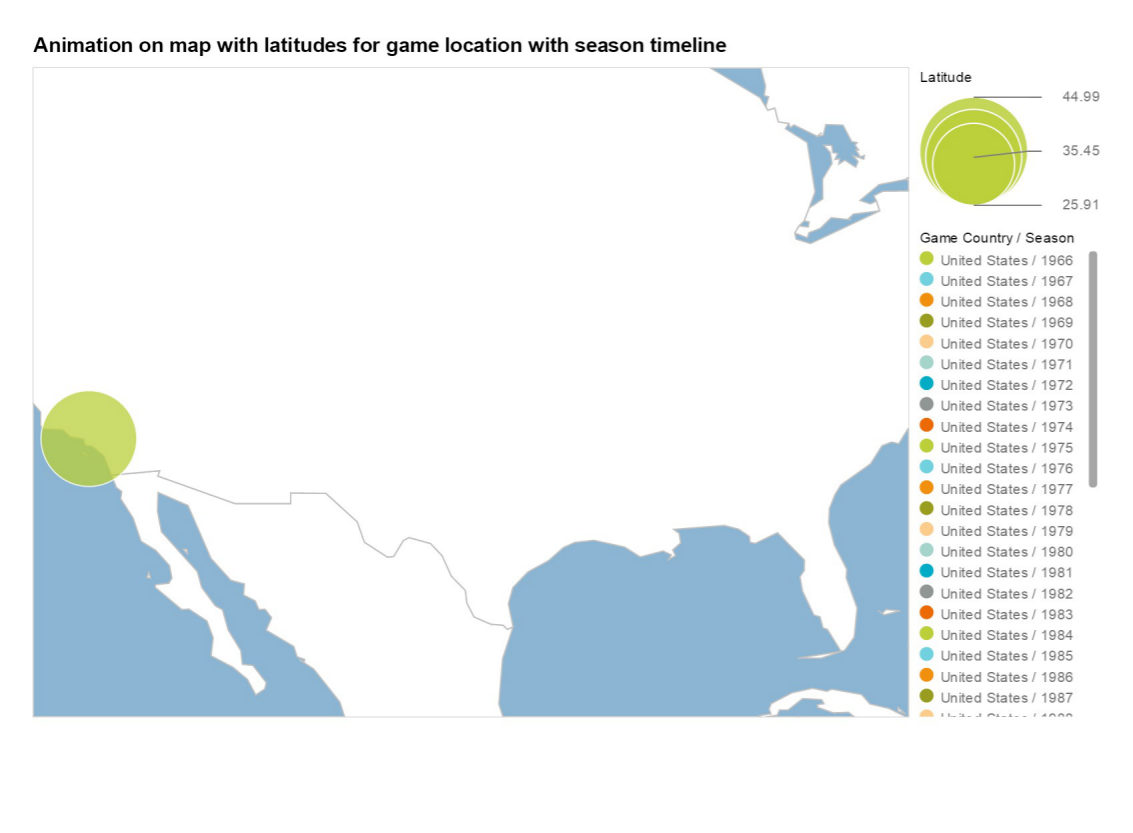 Animation on map with latitudes for game location with season timeline
Latitude
44.99
35.45
25.91
Game Country / Season
United States / 1966
United States / 1967
United States / 1968
United States / 1969
United States / 1970
United States / 1971
United States / 1972
United States / 1973
United States / 1974
United States / 1975
United States / 1976
United States / 1977
United States / 1978
United States / 1979
United States / 1980
United States / 1981
United States / 1982
United States / 1983
United States / 1984
United States / 1985
United States / 1986
United States / 1987